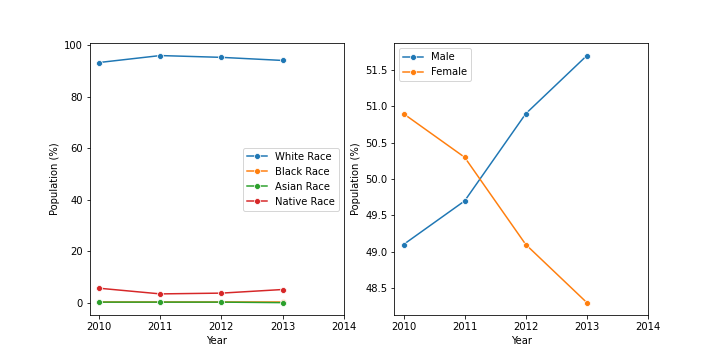 100
80
60
40
20
0
Population (%)
White Race
Black Race
Asian Race
Native Race
2010 2011 2012 2013 2014
Year
51.5
51.0
50.5
50.0
49.5
49.0
48.5
Population (%)
Male
Female
2010 2011 2012 2013 2014
Year